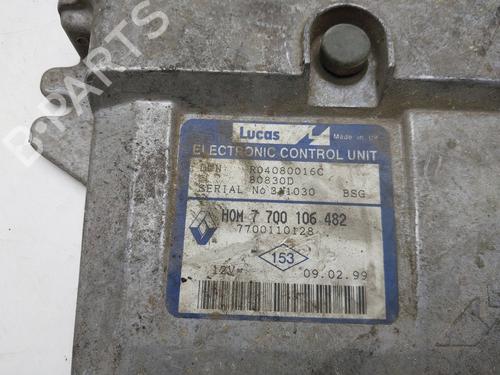 B-PARTS
Lucas
Made in UK
ELECTRONIC CONTROL UNIT
R04080016C
80830D
SERIAL No BSG
HOM 7 700 106 482
7700110128
153
12V 09.02.99